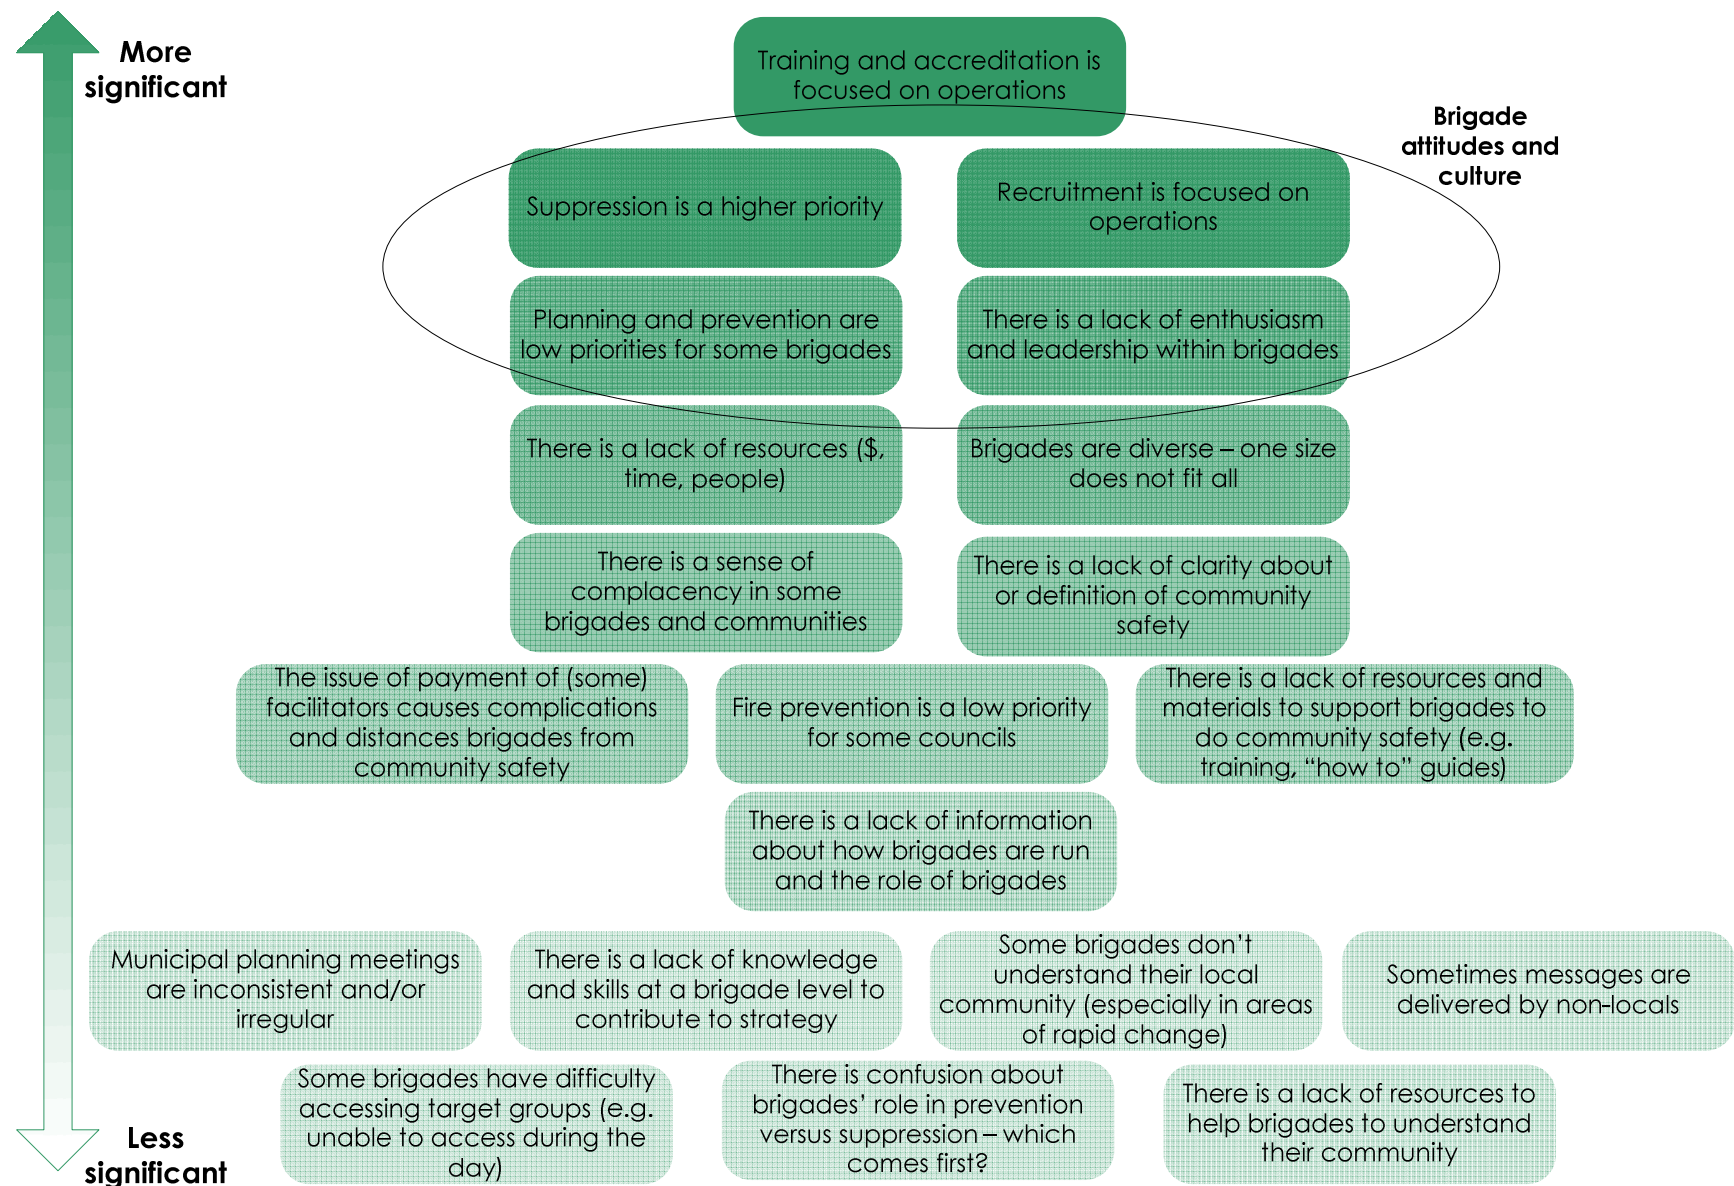 More
significant
Training and accreditation is
focused on operations
Brigade
attitudes and
culture
Suppression is a higher priority
Recruitment is focused on
operations
Planning and prevention are
low priorities for some brigades
There is a lack of enthusiasm
and leadership within brigades
There is a lack of resources ($,
time, people)
Brigades are diverse – one size
does not fit all
There is a sense of
complacency in some
brigades and communities
There is a lack of clarity about
or definition of community
safety
The issue of payment of (some)
facilitators causes complications
and distances brigades from
community safety
Fire prevention is a low priority
for some councils
There is a lack of resources and
materials to support brigades to
do community safety (e.g.
training, “how to” guides)
There is a lack of information
about how brigades are run
and the role of brigades
Municipal planning meetings
are inconsistent and/or
irregular
There is a lack of knowledge
and skills at a brigade level to
contribute to strategy
Some brigades don’t
understand their local
community (especially in areas
of rapid change)
Sometimes messages are
delivered by non-locals
Some brigades have difficulty
accessing target groups (e.g.
unable to access during the
day)
There is confusion about
brigades’ role in prevention
versus suppression – which
comes first?
There is a lack of resources to
help brigades to understand
their community
Less
significant